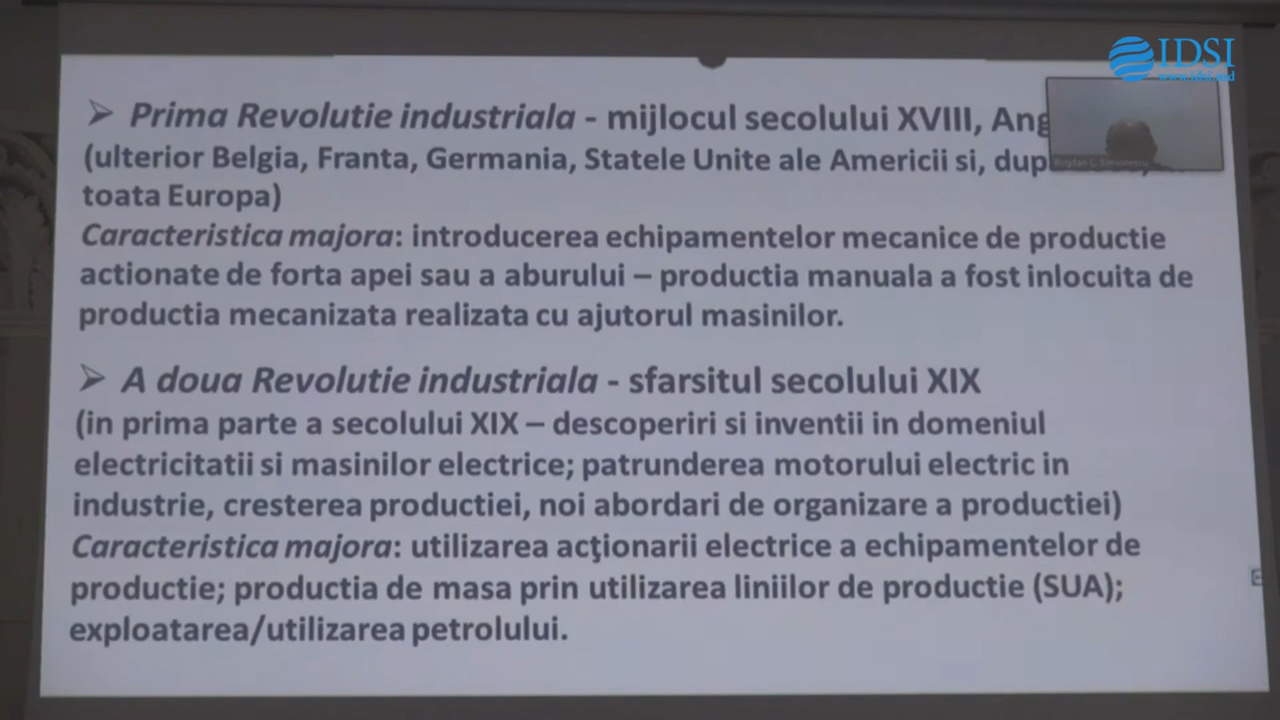 IDSI
www.idsi.md
➢ Prima Revolutie industriala - mijlocul secolului XVIII,
(ulterior Belgia, Franta, Germania, Statele Unite ale Americii si,
toata Europa)
Caracteristica majora: introducerea echipamentelor mecanice de productie
actionate de forta apei sau a aburului – productia manuala a fost inlocuita de
productia mecanizata realizata cu ajutorul masinilor.
➢ A doua Revolutie industriala - sfarsitul secolului XIX
(in prima parte a secolului XIX – descoperiri si inventii in domeniul
electricitatii si masinilor electrice; patrunderea motorului electric in
industrie, cresterea productiei, noi abordari de organizare a productiei)
Caracteristica majora: utilizarea acţionarii electrice a echipamentelor de
productie; productia de masa prin utilizarea liniilor de productie (SUA);
exploatarea/utilizarea petrolului.